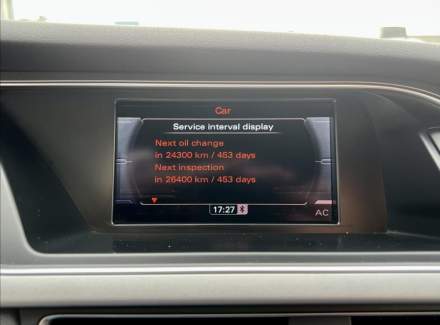 Car
Service interval display
Next oil change
in 24300 km / 453 days
Next inspection
in 26400 km / 453 days
17:27
AC